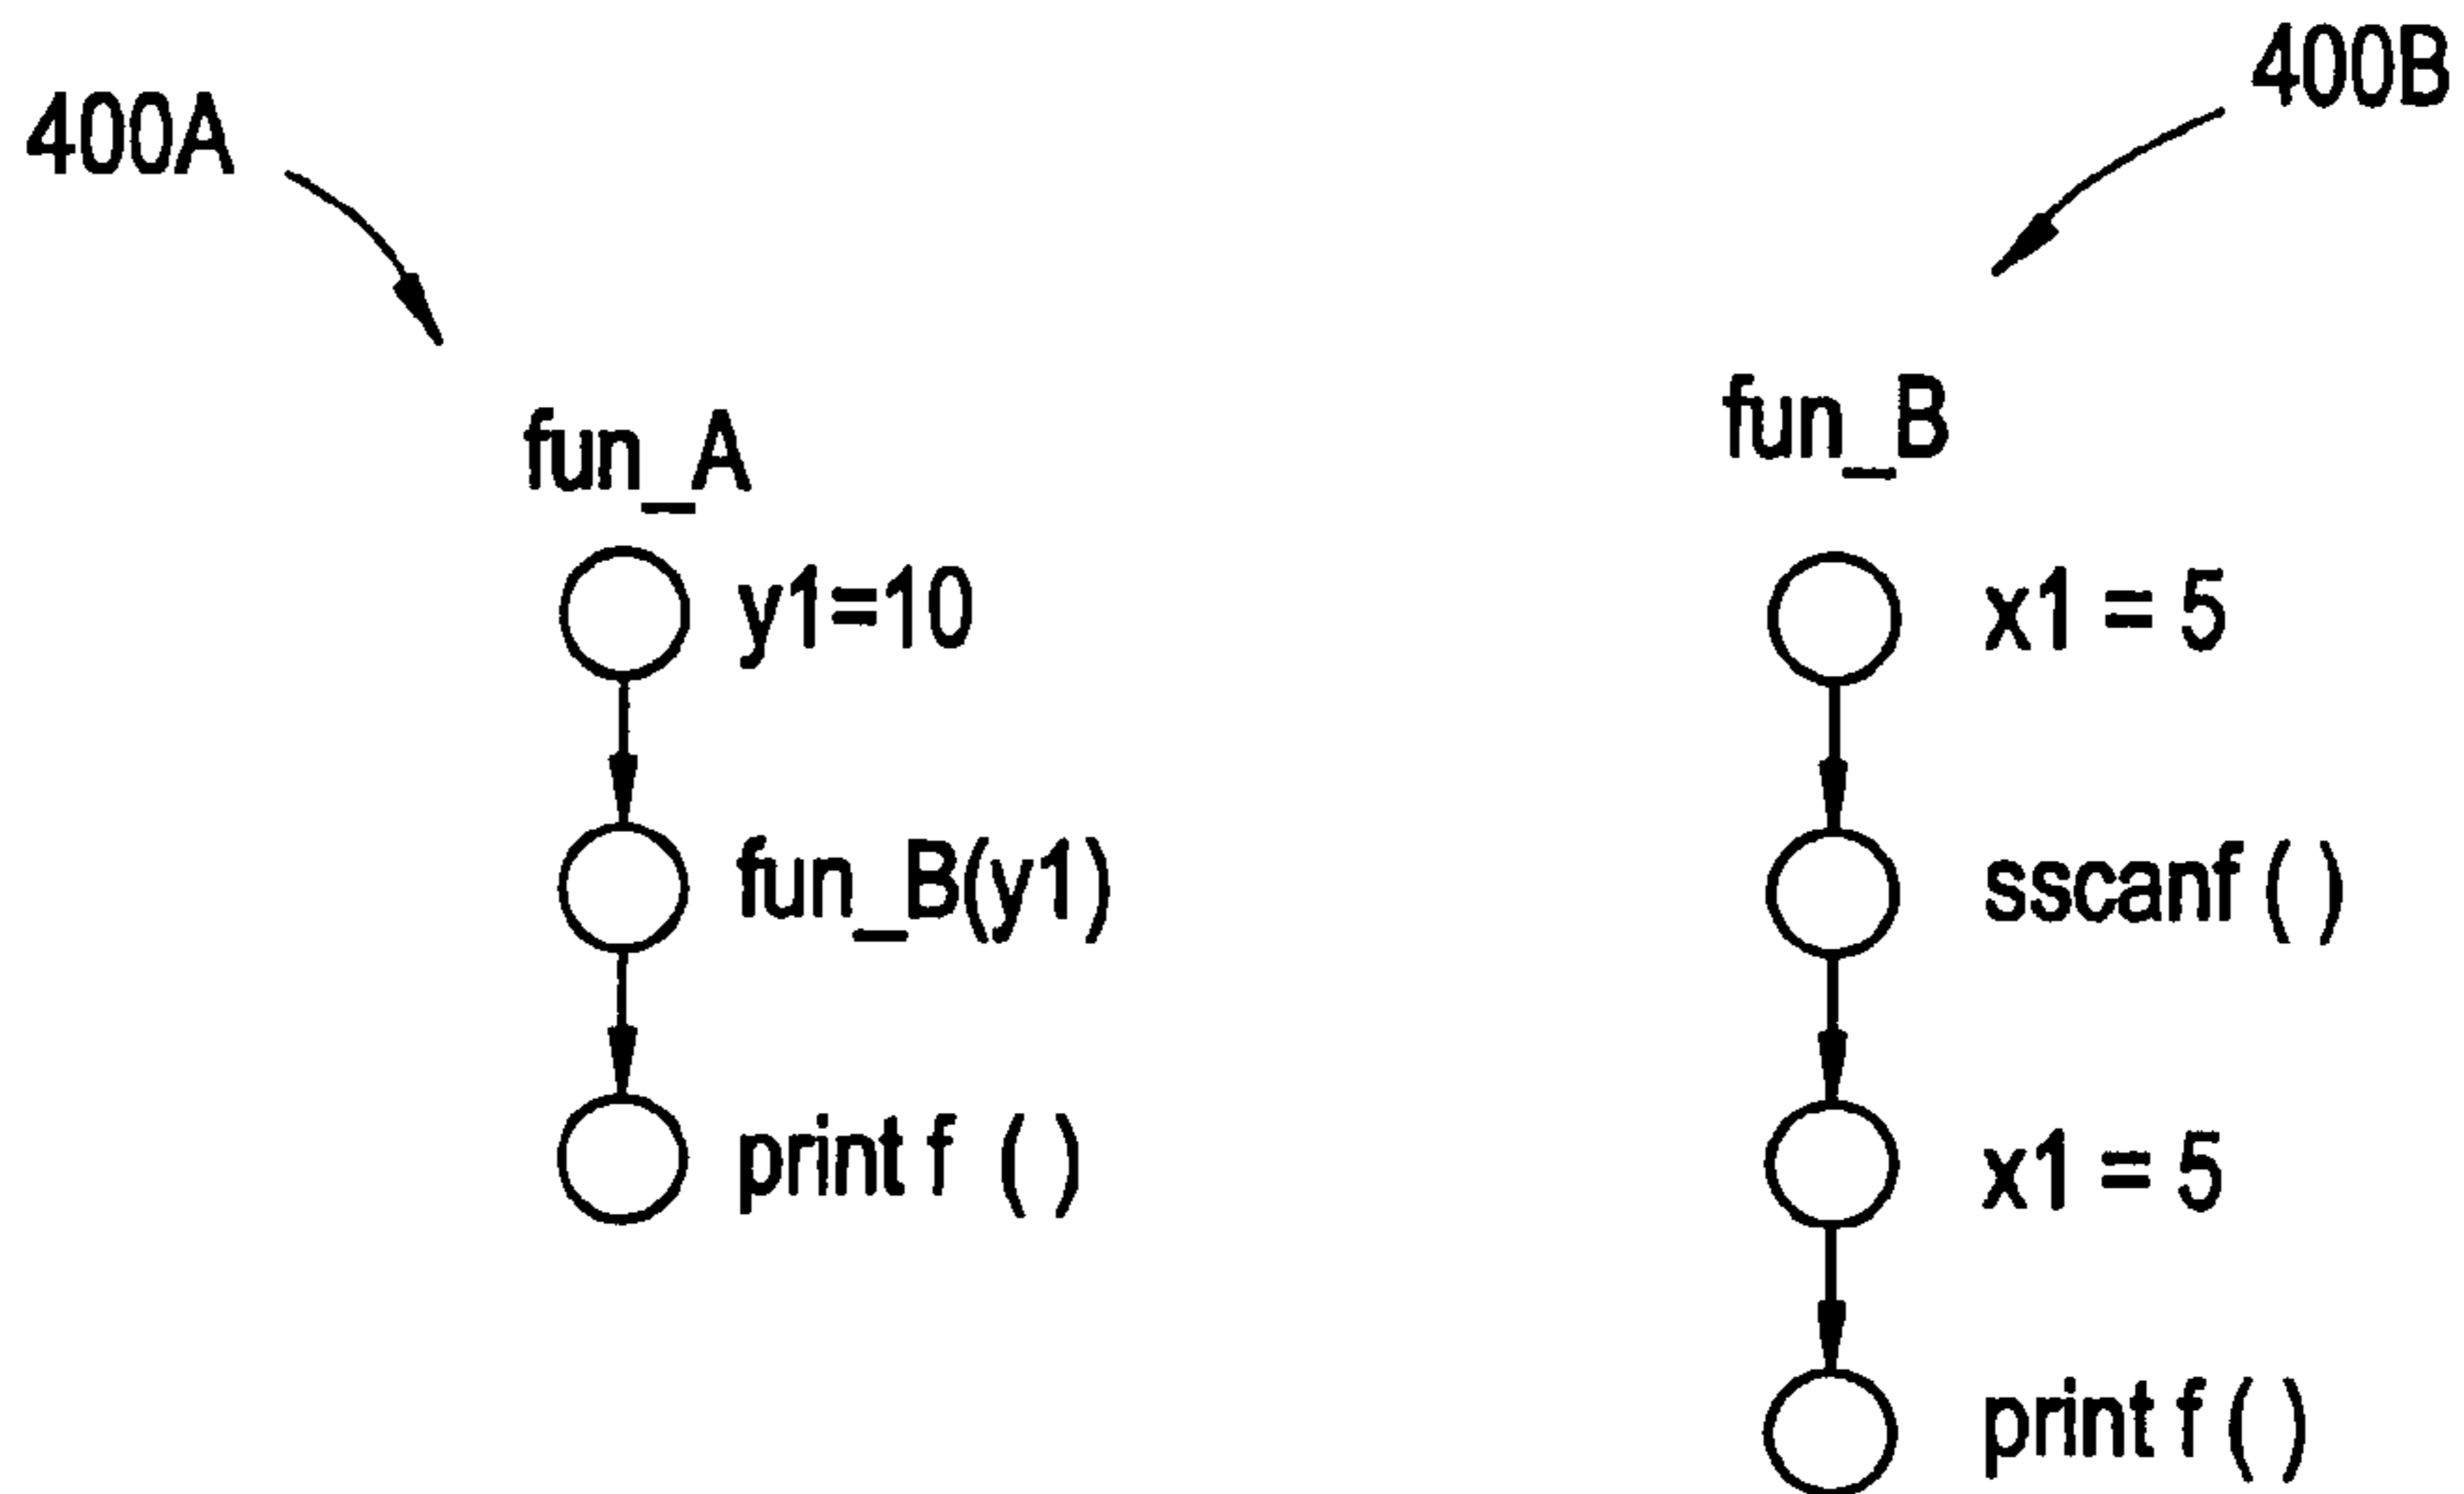 400A
400B
fun_A
y1=10
fun_B(y1)
print f ( )
fun_B
x1 = 5
sscanf ( )
x1 = 5
print f ( )